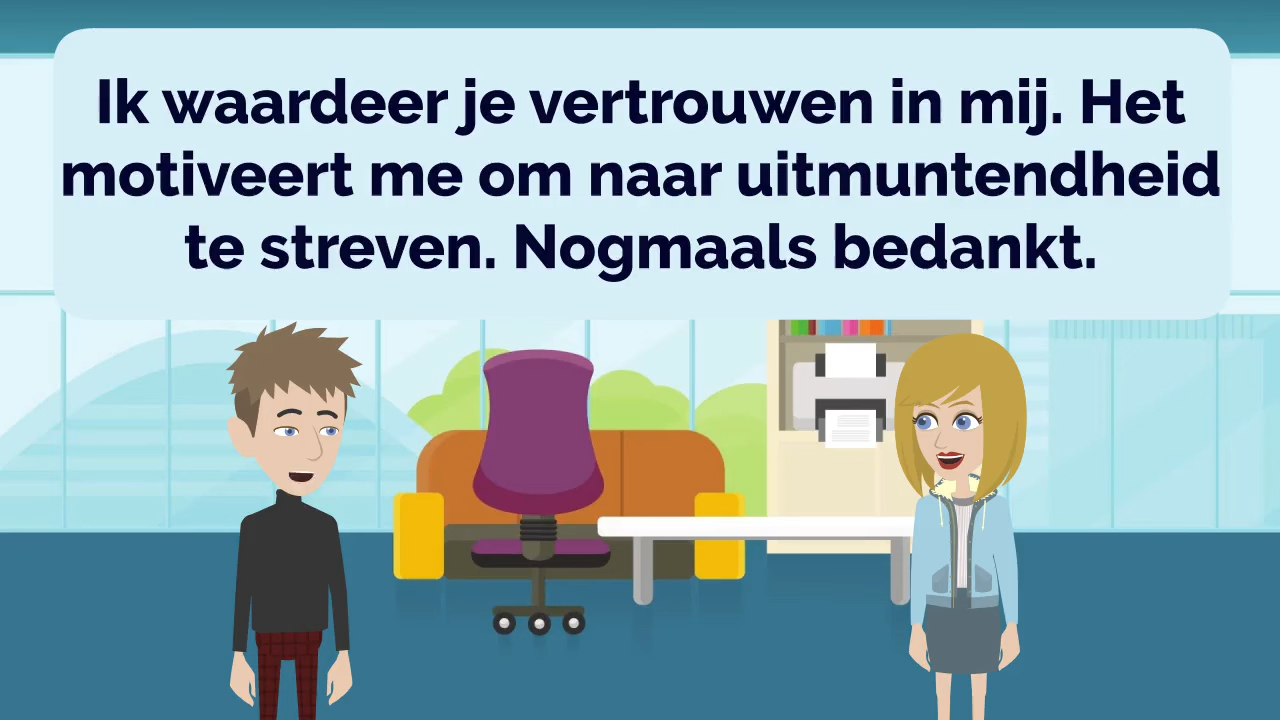 Ik waardeer je vertrouwen in mij. Het
motiveert me om naar uitmuntendheid
te streven. Nogmaals bedankt.